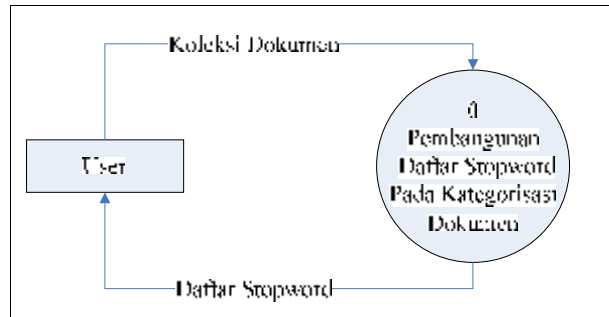 Koleksi Dokumen
0
Pembangunan
Daftar Stopword
Pada Kategorisasi
Dokumen
User
Daftar Stopword